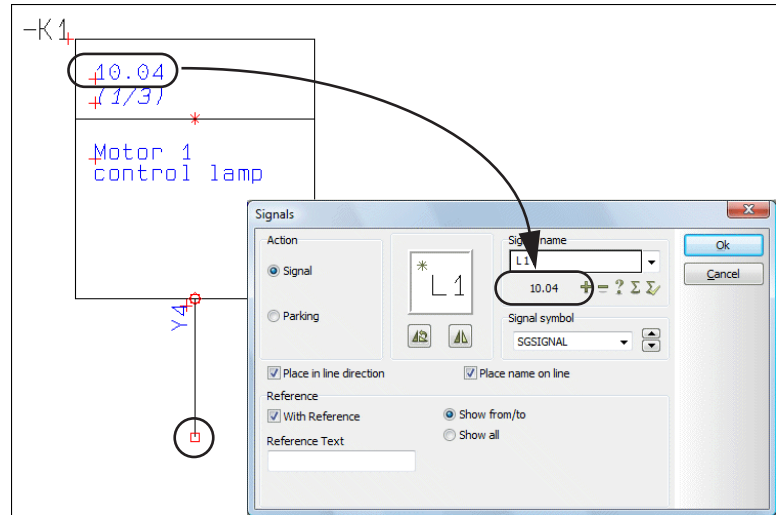 -K1
10.04
(1/3)
Motor 1
control lamp
Y4
Signals
Action
Signal
Parking
* L1
Signal name
L1
10.04 + = ? Σ Σ
Signal symbol
SGSIGNAL
Ok
Cancel
Place in line direction
Place name on line
Reference
With Reference
Show from/to
Show all
Reference Text